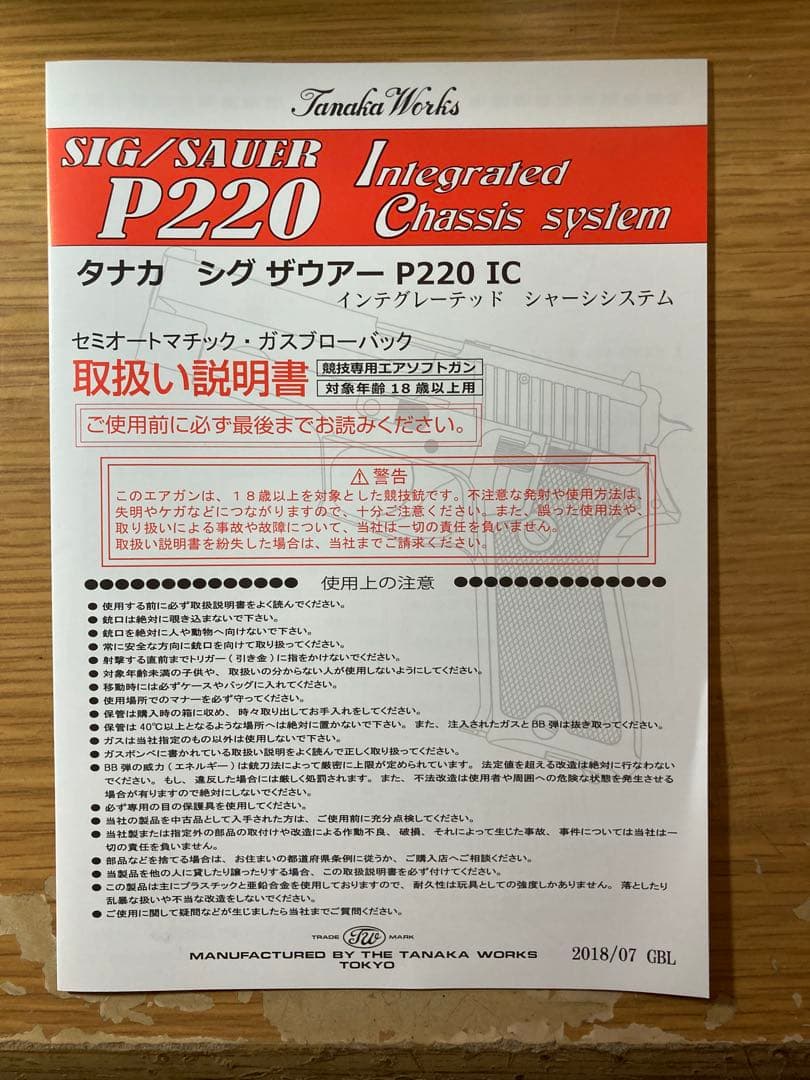 Tanaka Works
SIG/SAUER
P220
Integrated
Chassis system
タナカ シグ ザウアー P220 IC
インテグレーテッド シャーシシステム
セミオートマチック・ガスブローバック
取扱い説明書
競技専用エアソフトガン
対象年齢 18 歳以上用
ご使用前に必ず最後までお読みください。
⚠警告
このエアガンは、18歳以上を対象とした競技銃です。不注意な発射や使用方法は、
失明やケガなどにつながりますので、十分ご注意ください。また、誤った使用法や、
取り扱いによる事故や故障について、当社は一切の責任を負いません。
取扱い説明書を紛失した場合は、当社までご請求ください。
●●●●●●●●●●●●●● 使用上の注意 ●●●●●●●●●●●●●●
● 使用する前に必ず取扱説明書をよく読んでください。
● 銃口は絶対に覗き込まないで下さい。
● 銃口を絶対に人や動物へ向けないで下さい。
● 常に安全な方向に銃口を向けて取り扱ってください。
● 射撃する直前までトリガー(引き金)に指をかけないでください。
● 対象年齢未満の子供や、取扱いの分からない人が使用しないようにしてください。
● 移動時には必ずケースやバッグに入れてください。
● 使用場所でのマナーを必ず守ってください。
● 保管は購入時の箱に収め、時々取り出してお手入れをしてください。
● 保管は 40℃以上となるような場所へは絶対に置かないで下さい。また、注入されたガスとBB弾は抜き取ってください。
● ガスは当社指定のもの以外は使用しないで下さい。
● ガスボンベに書かれている取扱い説明をよく読んで正しく取り扱ってください。
● BB 弾の威力(エネルギー)は銃刀法によって厳密に上限が定められています。法定値を超える改造は絶対に行なわない
でください。もし、違反した場合には厳しく処罰されます。また、不法改造は使用者や周囲への危険な状態を発生させる
場合が有りますので絶対にしないでください。
● 必ず専用の目の保護具を使用してください。
● 当社の製品を中古品として入手された方は、ご使用前に充分点検してください。
● 当社製または指定外の部品の取付けや改造による作動不良、破損、それによって生じた事故、事件については当社は一
切の責任を負いません。
● 部品などを捨てる場合は、お住まいの都道府県条例に従うか、ご購入店へご相談ください。
● 当製品を他の人に貸したり譲ったりする場合、この取扱説明書を必ず付けてください。
● この製品は主にプラスチックと亜鉛合金を使用しておりますので、耐久性は玩具としての強度しかありません。落としたり
乱暴な扱いや不当な改造をしないでください。
● ご使用に関して疑問などが生じましたら当社までご質問ください。
TRADE TW MARK
MANUFACTURED BY THE TANAKA WORKS
TOKYO
2018/07 GBL